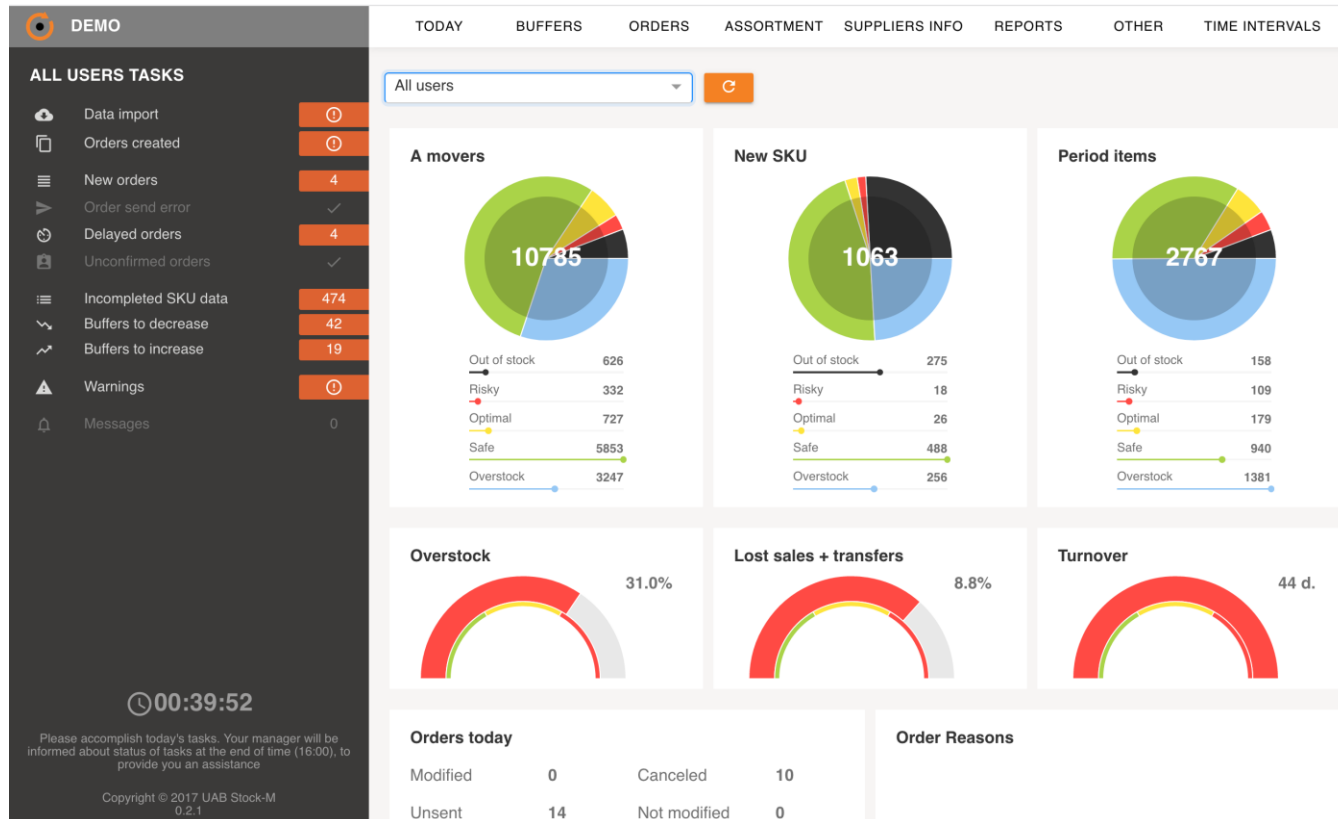 DEMO
TODAY BUFFERS ORDERS ASSORTMENT SUPPLIERS INFO REPORTS OTHER TIME INTERVALS
ALL USERS TASKS
Data import
Orders created
New orders 4
Order send error
Delayed orders 4
Unconfirmed orders
Incompleted SKU data 474
Buffers to decrease 42
Buffers to increase 19
Warnings
Messages 0
00:39:52
Please accomplish today's tasks. Your manager will be
informed about status of tasks at the end of time (16:00), to
provide you an assistance
Copyright © 2017 UAB Stock-M
0.2.1
All users
A movers
10785
Out of stock 626
Risky 332
Optimal 727
Safe 5853
Overstock 3247
New SKU
1063
Out of stock 275
Risky 18
Optimal 26
Safe 488
Overstock 256
Period items
2767
Out of stock 158
Risky 109
Optimal 179
Safe 940
Overstock 1381
Overstock
31.0%
Lost sales + transfers
8.8%
Turnover
44 d.
Orders today
Modified 0 Canceled 10
Unsent 14 Not modified 0
Order Reasons